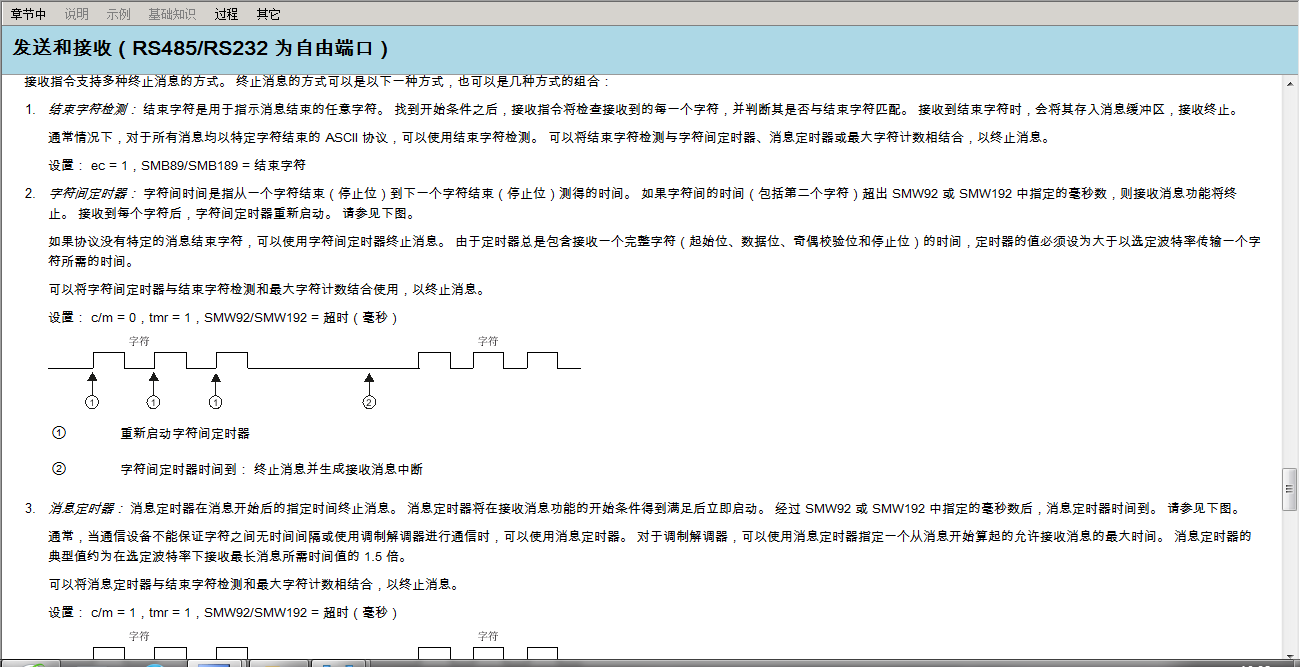 章节中 说明 示例 基础知识 过程 其它
发送和接收（RS485/RS232 为自由端口）
接收指令支持多种终止消息的方式。 终止消息的方式可以是以下一种方式，也可以是几种方式的组合：
1. 结束字符检测： 结束字符是用于指示消息结束的任意字符。 找到开始条件之后，接收指令将检查接收到的每一个字符，并判断其是否与结束字符匹配。 接收到结束字符时，会将其存入消息缓冲区，接收终止。
通常情况下，对于所有消息均以特定字符结束的 ASCII 协议，可以使用结束字符检测。 可以将结束字符检测与字符间定时器、消息定时器或最大字符计数相结合，以终止消息。
设置： ec = 1，SMB89/SMB189 = 结束字符
2. 字符间定时器： 字符间时间是指从一个字符结束（停止位）到下一个字符结束（停止位）测得的时间。 如果字符间的时间（包括第二个字符）超出 SMW92 或 SMW192 中指定的毫秒数，则接收消息功能将终
止。 接收到每个字符后，字符间定时器重新启动。 请参见下图。
如果协议没有特定的消息结束字符，可以使用字符间定时器终止消息。 由于定时器总是包含接收一个完整字符（起始位、数据位、奇偶校验位和停止位）的时间，定时器的值必须设为大于以选定波特率传输一个字
符所需的时间。
可以将字符间定时器与结束字符检测和最大字符计数结合使用，以终止消息。
设置： c/m = 0，tmr = 1，SMW92/SMW192 = 超时（毫秒）
字符 字符
① ① ① ②
① 重新启动字符间定时器
② 字符间定时器时间到： 终止消息并生成接收消息中断
3. 消息定时器： 消息定时器在消息开始后的指定时间终止消息。 消息定时器将在接收消息功能的开始条件得到满足后立即启动。 经过 SMW92 或 SMW192 中指定的毫秒数后，消息定时器时间到。 请参见下图。
通常，当通信设备不能保证字符之间无时间间隔或使用调制解调器进行通信时，可以使用消息定时器。 对于调制解调器，可以使用消息定时器指定一个从消息开始算起的允许接收消息的最大时间。 消息定时器的
典型值约为在选定波特率下接收最长消息所需时间值的 1.5 倍。
可以将消息定时器与结束字符检测和最大字符计数相结合，以终止消息。
设置： c/m = 1，tmr = 1，SMW92/SMW192 = 超时（毫秒）
字符 字符